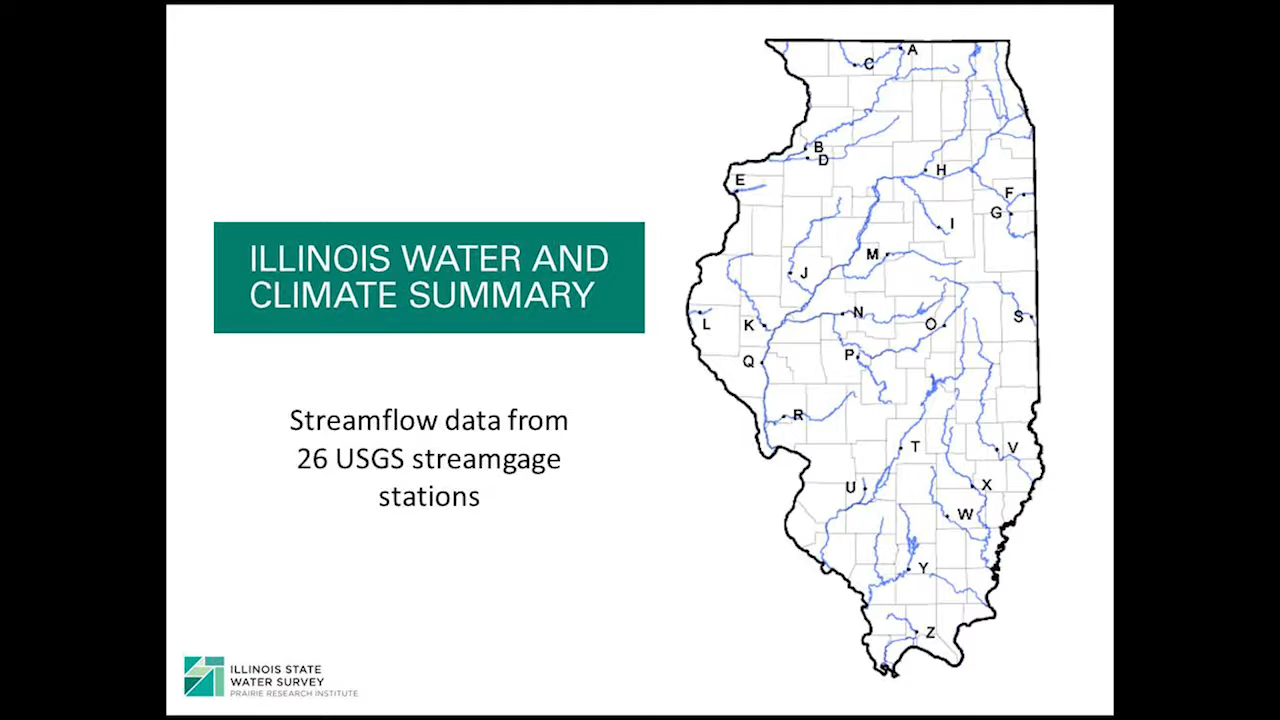 ILLINOIS WATER AND
CLIMATE SUMMARY
Streamflow data from
26 USGS streamgage
stations
ILLINOIS STATE
WATER SURVEY
PRAIRIE RESEARCH INSTITUTE
A
C
B
D
E
H
F
G
I
M
J
N
L
K
O
S
P
Q
R
T
V
U
X
W
Y
Z